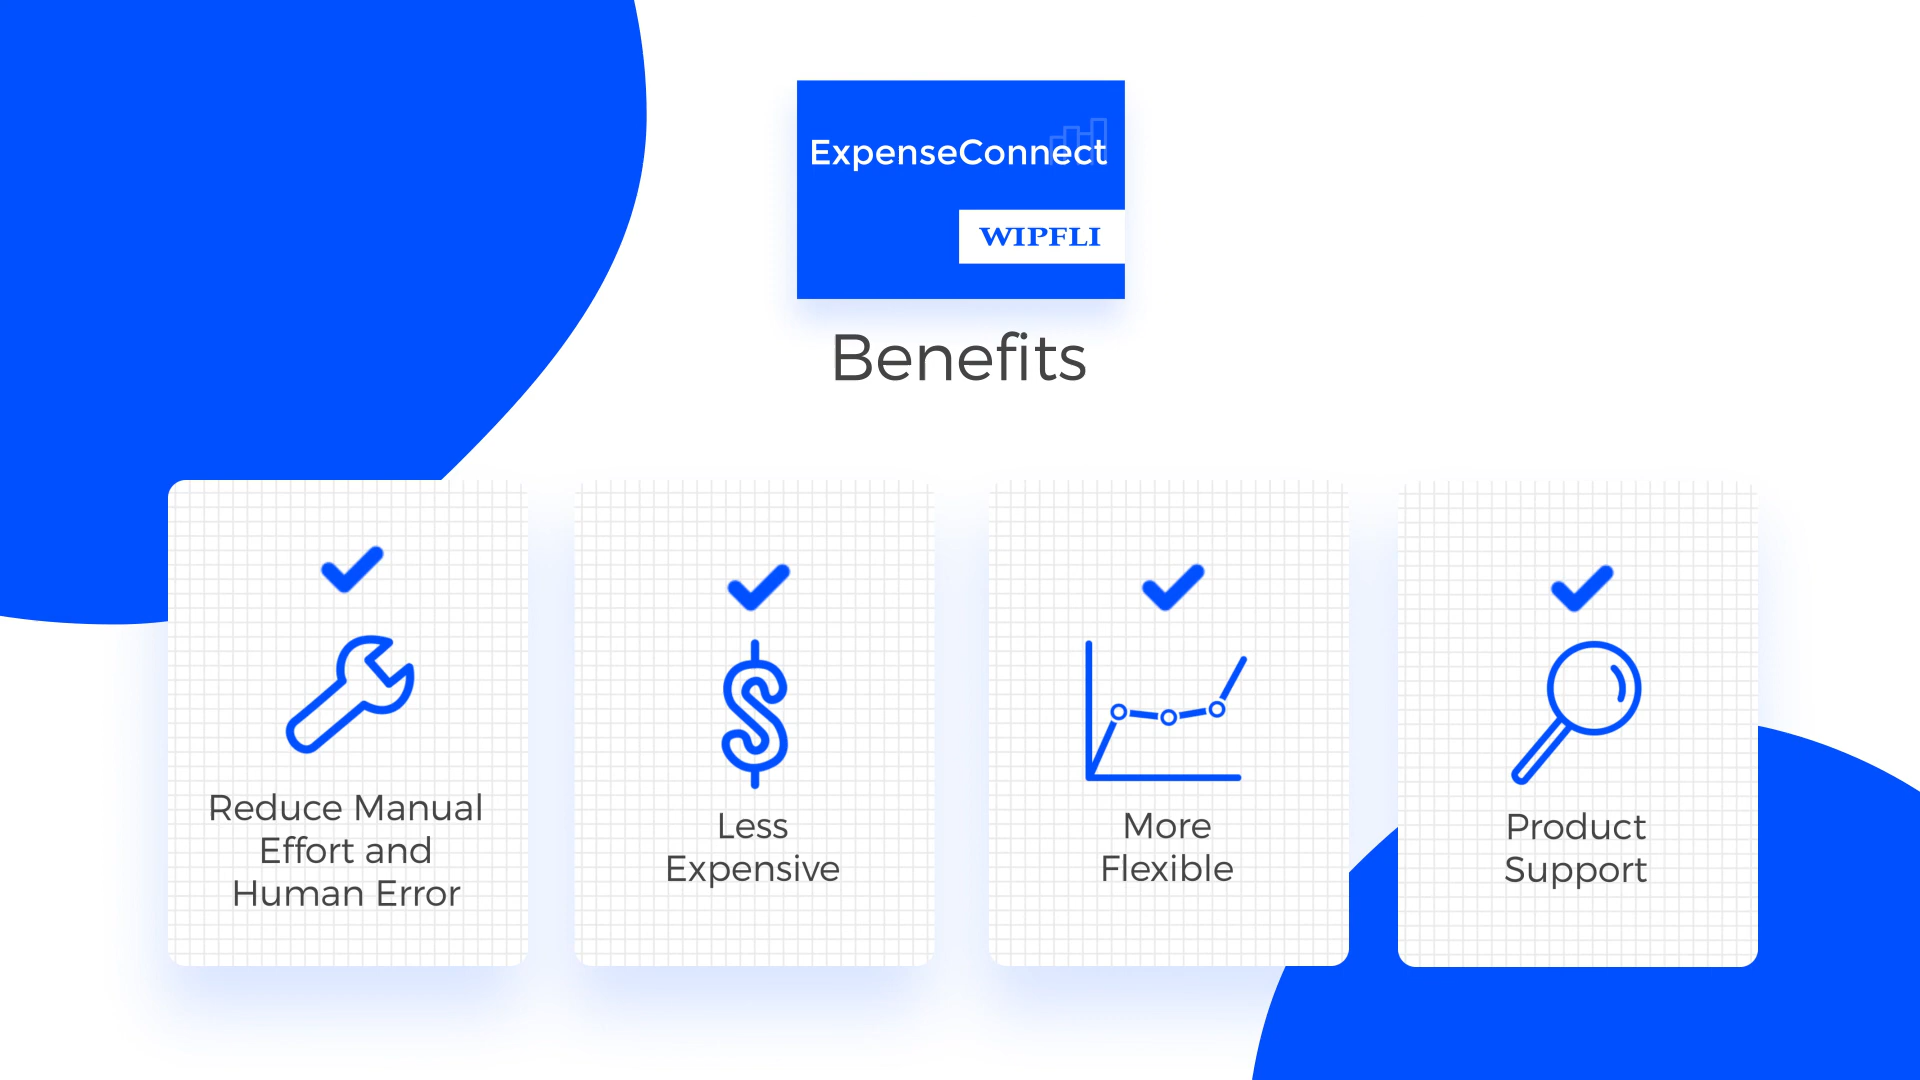 ExpenseConnect
WIPFLI
Benefits
Reduce Manual
Effort and
Human Error
Less
Expensive
More
Flexible
Product
Support